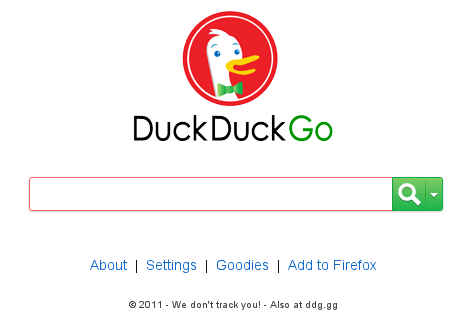 DuckDuckGo
About | Settings | Goodies | Add to Firefox
© 2011 - We don't track you! - Also at ddg.gg